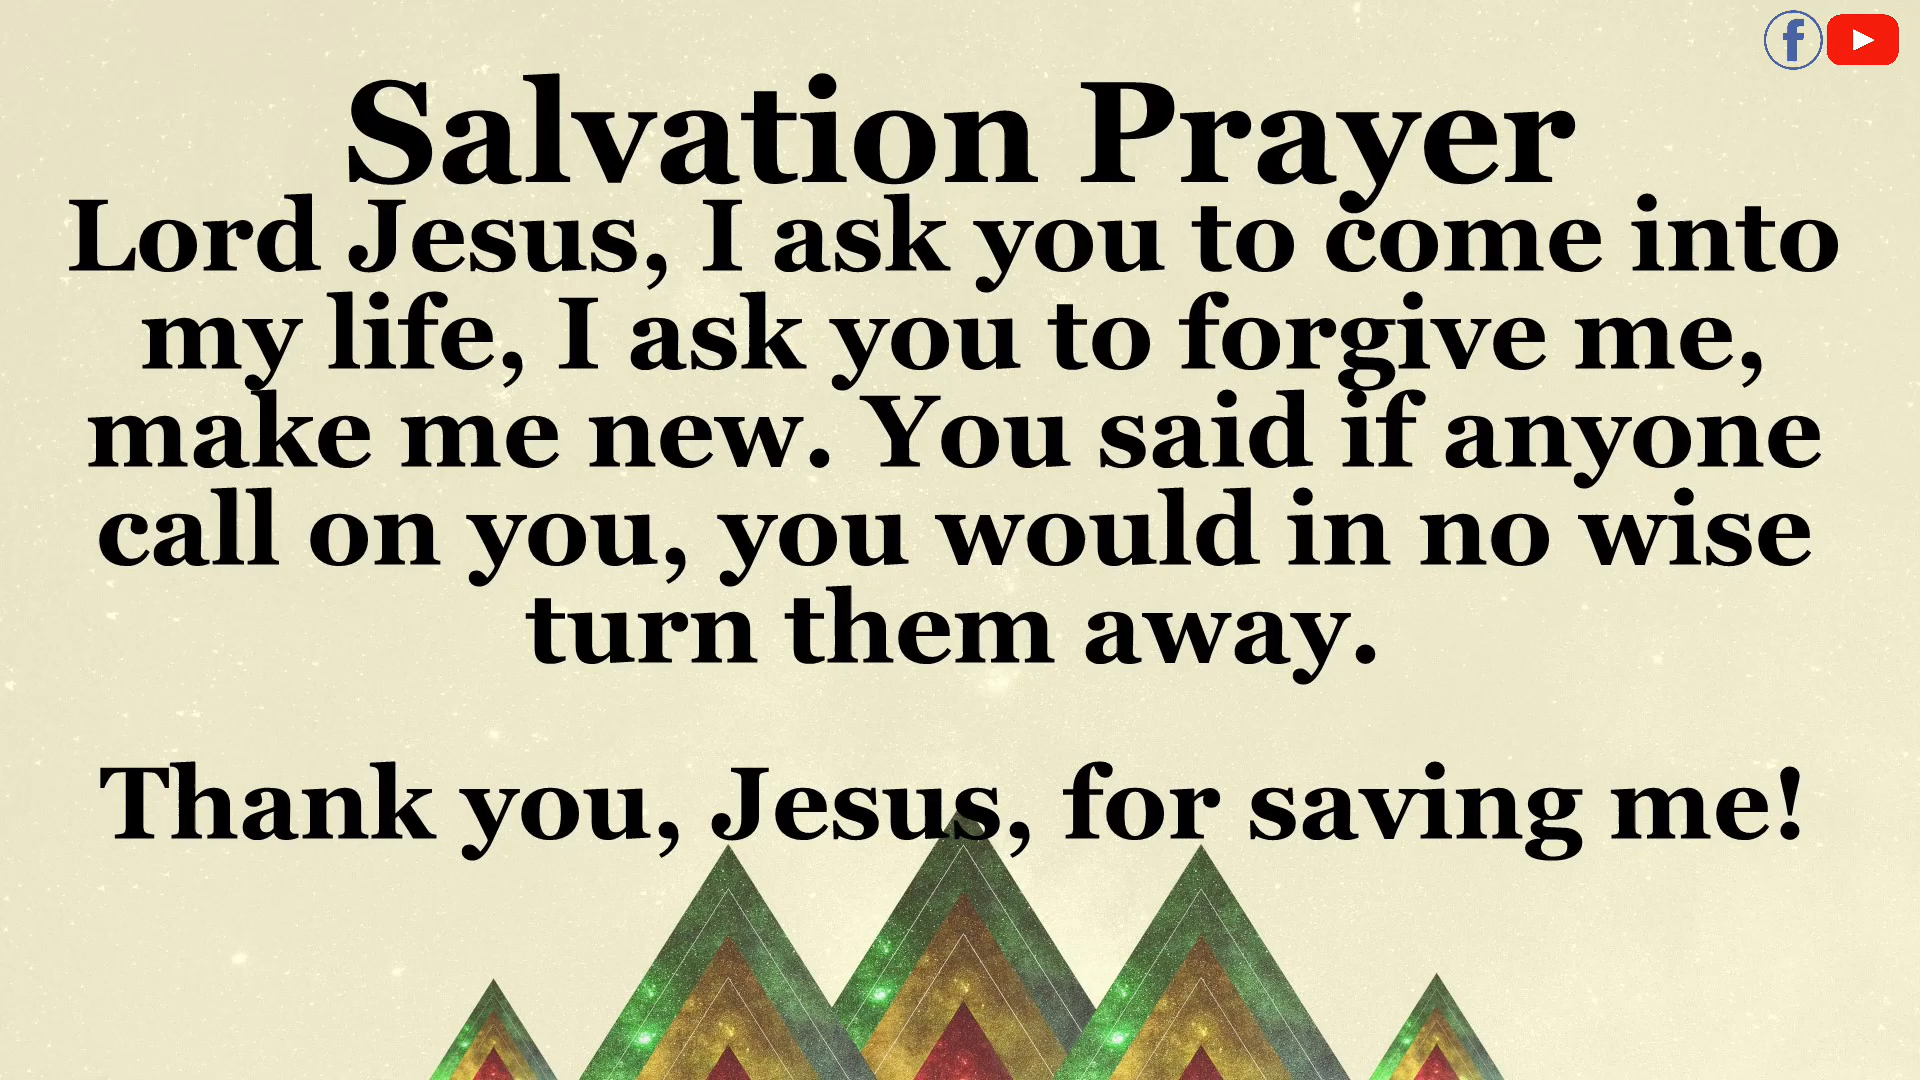 Salvation Prayer
Lord Jesus, I ask you to come into
my life, I ask you to forgive me,
make me new. You said if anyone
call on you, you would in no wise
turn them away.
Thank you, Jesus, for saving me!